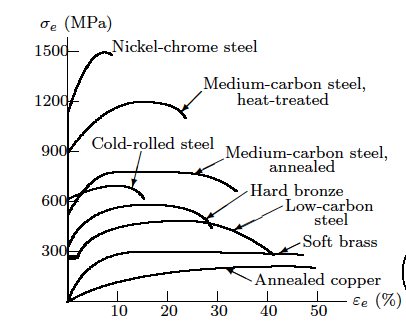 σe (MPa)
1500
Nickel-chrome steel
Medium-carbon steel,
heat-treated
1200
Cold-rolled steel
900
Medium-carbon steel,
annealed
Hard bronze
600
Low-carbon
steel
Soft brass
300
Annealed copper
εe (%)
10 20 30 40 50